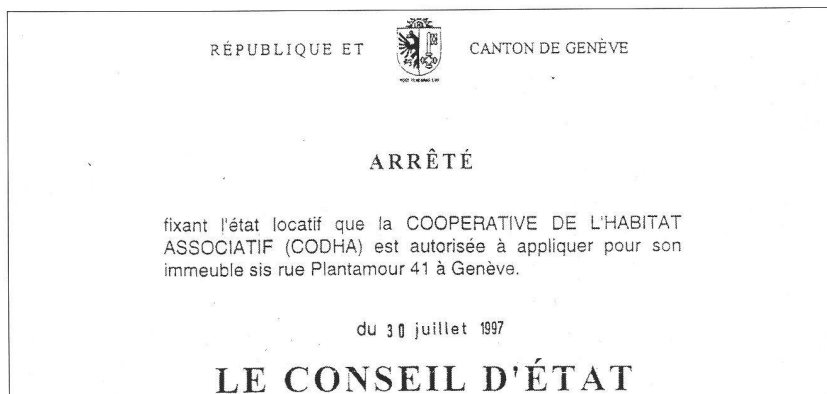 RÉPUBLIQUE ET CANTON DE GENÈVE
ARRÊTÉ
fixant l'état locatif que la COOPERATIVE DE L'HABITAT
ASSOCIATIF (CODHA) est autorisée à appliquer pour son
immeuble sis rue Plantamour 41 à Genève.
du 30 juillet 1997
LE CONSEIL D'ÉTAT